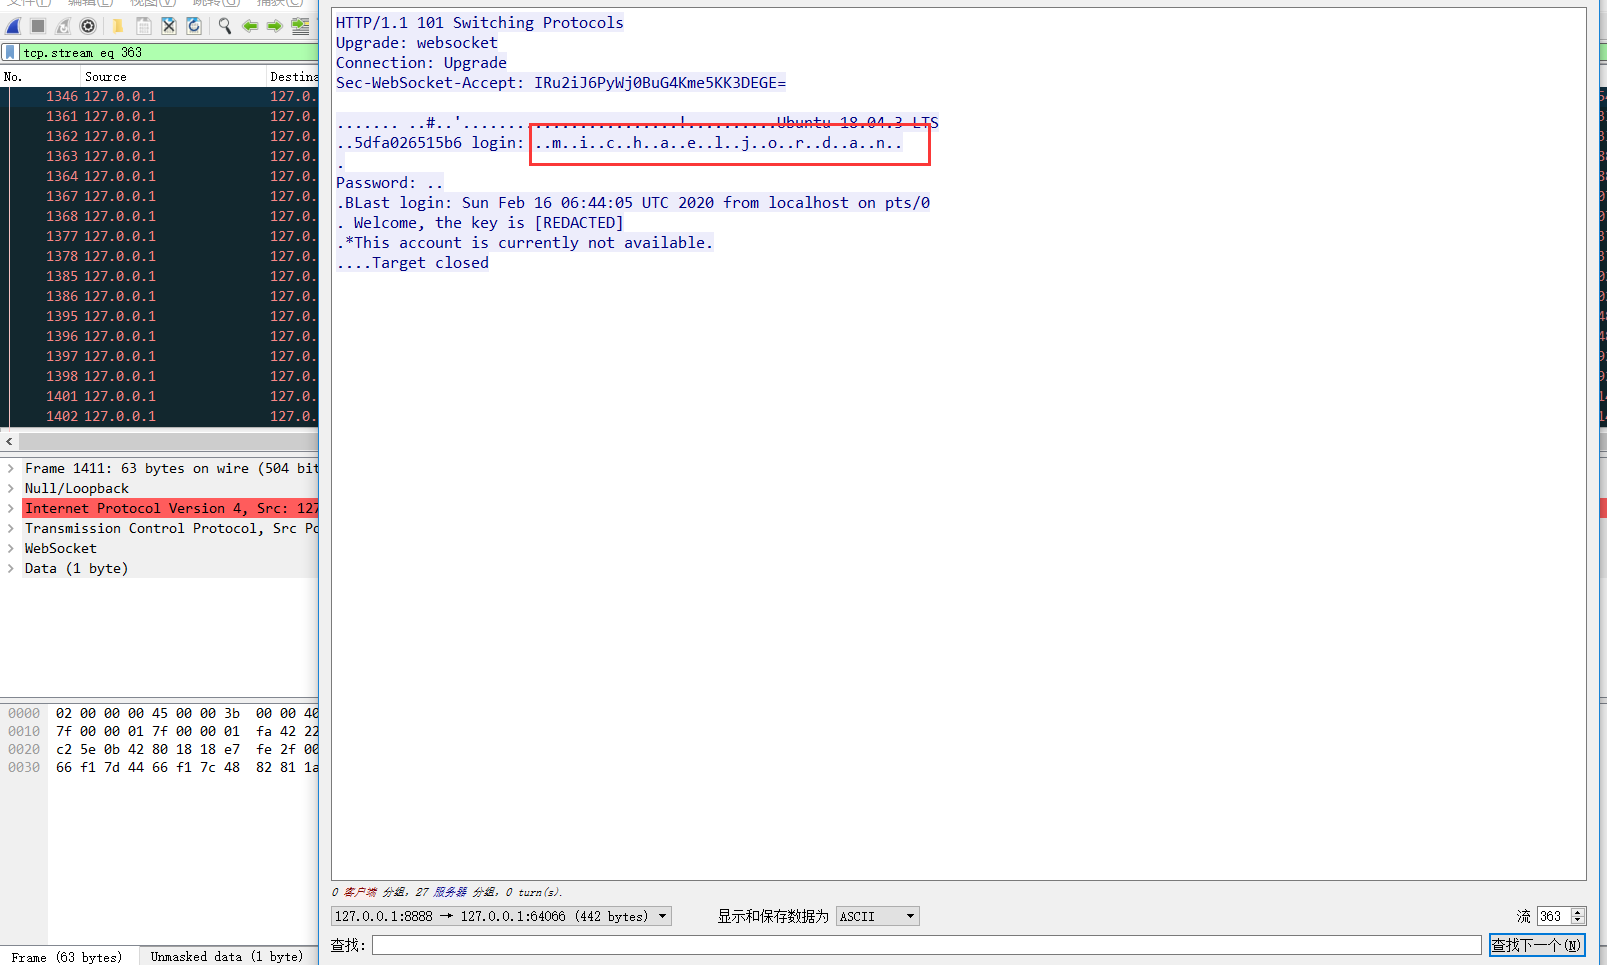 文件(F) 编辑(E) 视图(V) 跳转(G) 捕获(C)
tcp.stream eq 363
No. Source Destina
1346 127.0.0.1 127.0.
1361 127.0.0.1 127.0.
1362 127.0.0.1 127.0.
1363 127.0.0.1 127.0.
1364 127.0.0.1 127.0.
1367 127.0.0.1 127.0.
1368 127.0.0.1 127.0.
1377 127.0.0.1 127.0.
1378 127.0.0.1 127.0.
1385 127.0.0.1 127.0.
1386 127.0.0.1 127.0.
1395 127.0.0.1 127.0.
1396 127.0.0.1 127.0.
1397 127.0.0.1 127.0.
1398 127.0.0.1 127.0.
1401 127.0.0.1 127.0.
1402 127.0.0.1 127.0.
Frame 1411: 63 bytes on wire (504 bit
Null/Loopback
Internet Protocol Version 4, Src: 127
Transmission Control Protocol, Src Po
WebSocket
Data (1 byte)
0000 02 00 00 00 45 00 00 3b 00 00 40
0010 7f 00 00 01 7f 00 00 01 fa 42 22
0020 c2 5e 0b 42 80 18 18 e7 fe 2f 00
0030 66 f1 7d 44 66 f1 7c 48 82 81 1a
Frame (63 bytes) Unmasked data (1 byte)
HTTP/1.1 101 Switching Protocols
Upgrade: websocket
Connection: Upgrade
Sec-WebSocket-Accept: IRu2iJ6PyWj0BuG4Kme5KK3DEGE=
....... ..#..'........................!..........Ubuntu 18.04.3 LTS
..5dfa026515b6 login: ..m..i..c..h..a..e..l..j..o..r..d..a..n..
.
Password: ..
.BLast login: Sun Feb 16 06:44:05 UTC 2020 from localhost on pts/0
. Welcome, the key is [REDACTED]
.*This account is currently not available.
....Target closed
0 客户端 分组, 27 服务器 分组, 0 turn(s).
127.0.0.1:8888 → 127.0.0.1:64066 (442 bytes) 显示和保存数据为 ASCII 流 363
查找: 查找下一个(N)